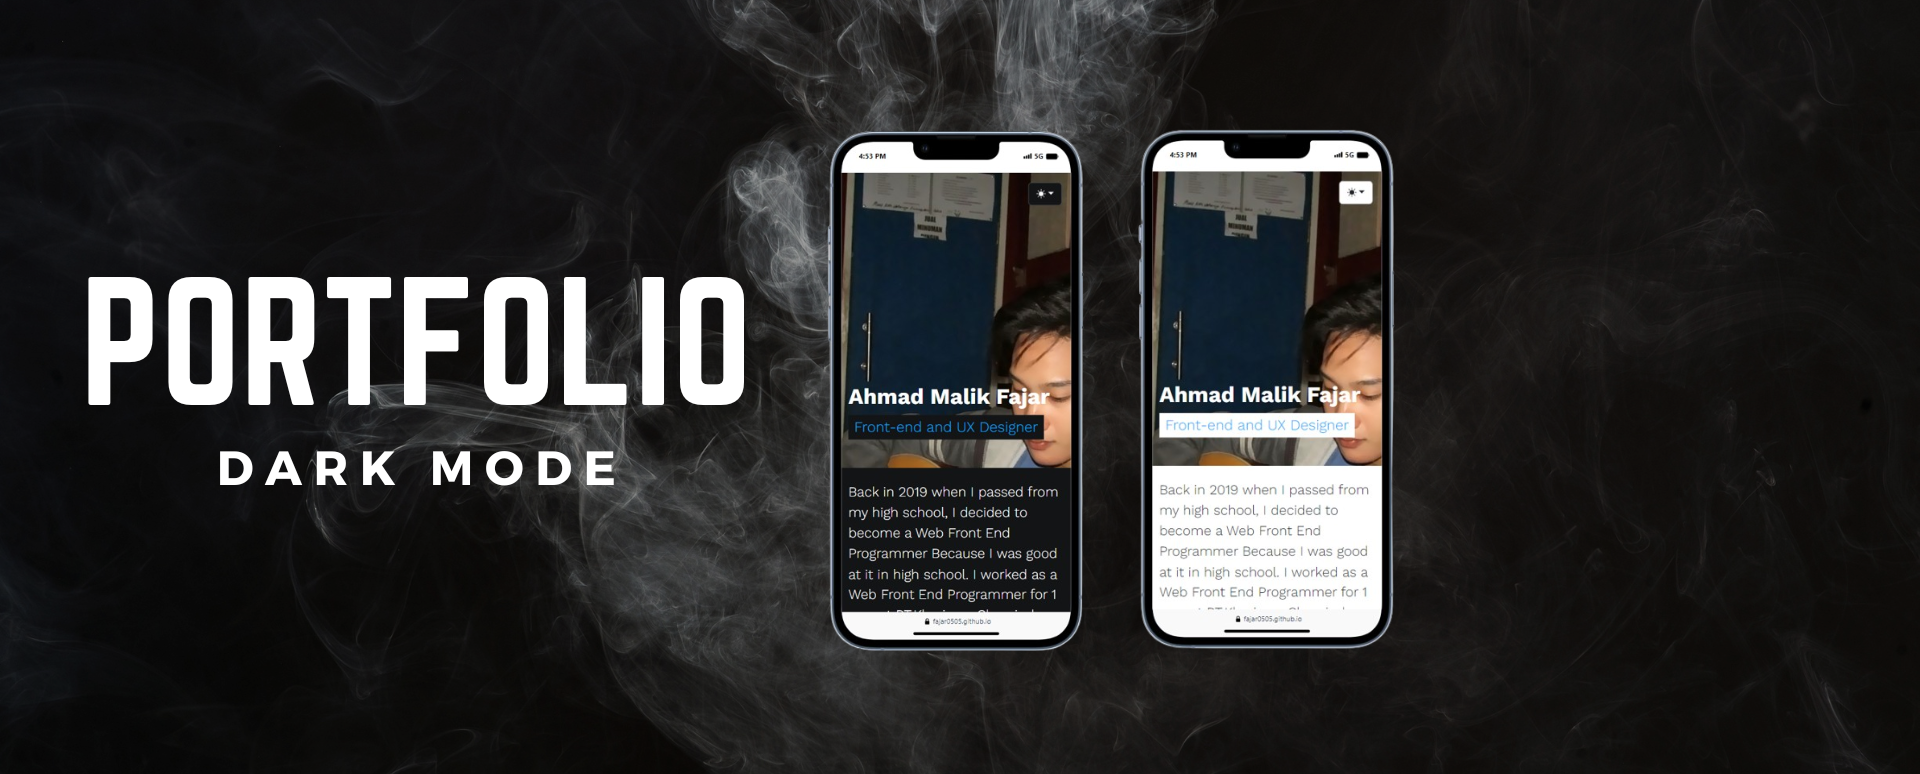 PORTFOLIO
DARK MODE
4:53 PM
5G
JUAL
MINUMAN
Ahmad Malik Fajar
Front-end and UX Designer
Back in 2019 when I passed from
my high school, I decided to
become a Web Front End
Programmer Because I was good
at it in high school. I worked as a
Web Front End Programmer for 1
fajar0505.github.io
4:53 PM
5G
JUAL
MINUMAN
Ahmad Malik Fajar
Front-end and UX Designer
Back in 2019 when I passed from
my high school, I decided to
become a Web Front End
Programmer Because I was good
at it in high school. I worked as a
Web Front End Programmer for 1
fajar0505.github.io